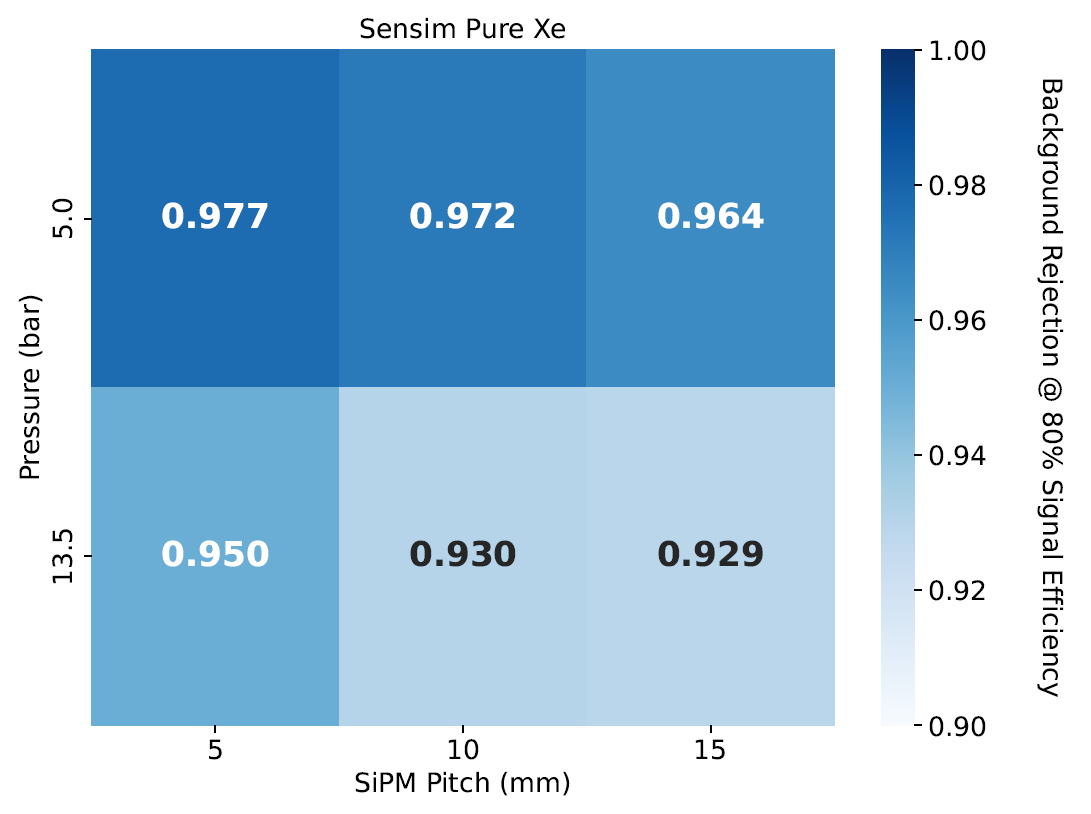 Sensim Pure Xe
Pressure (bar)
5.0
0.977 0.972 0.964
13.5
0.950 0.930 0.929
5 10 15
SiPM Pitch (mm)
1.00
0.98
0.96
0.94
0.92
0.90
Background Rejection @ 80% Signal Efficiency